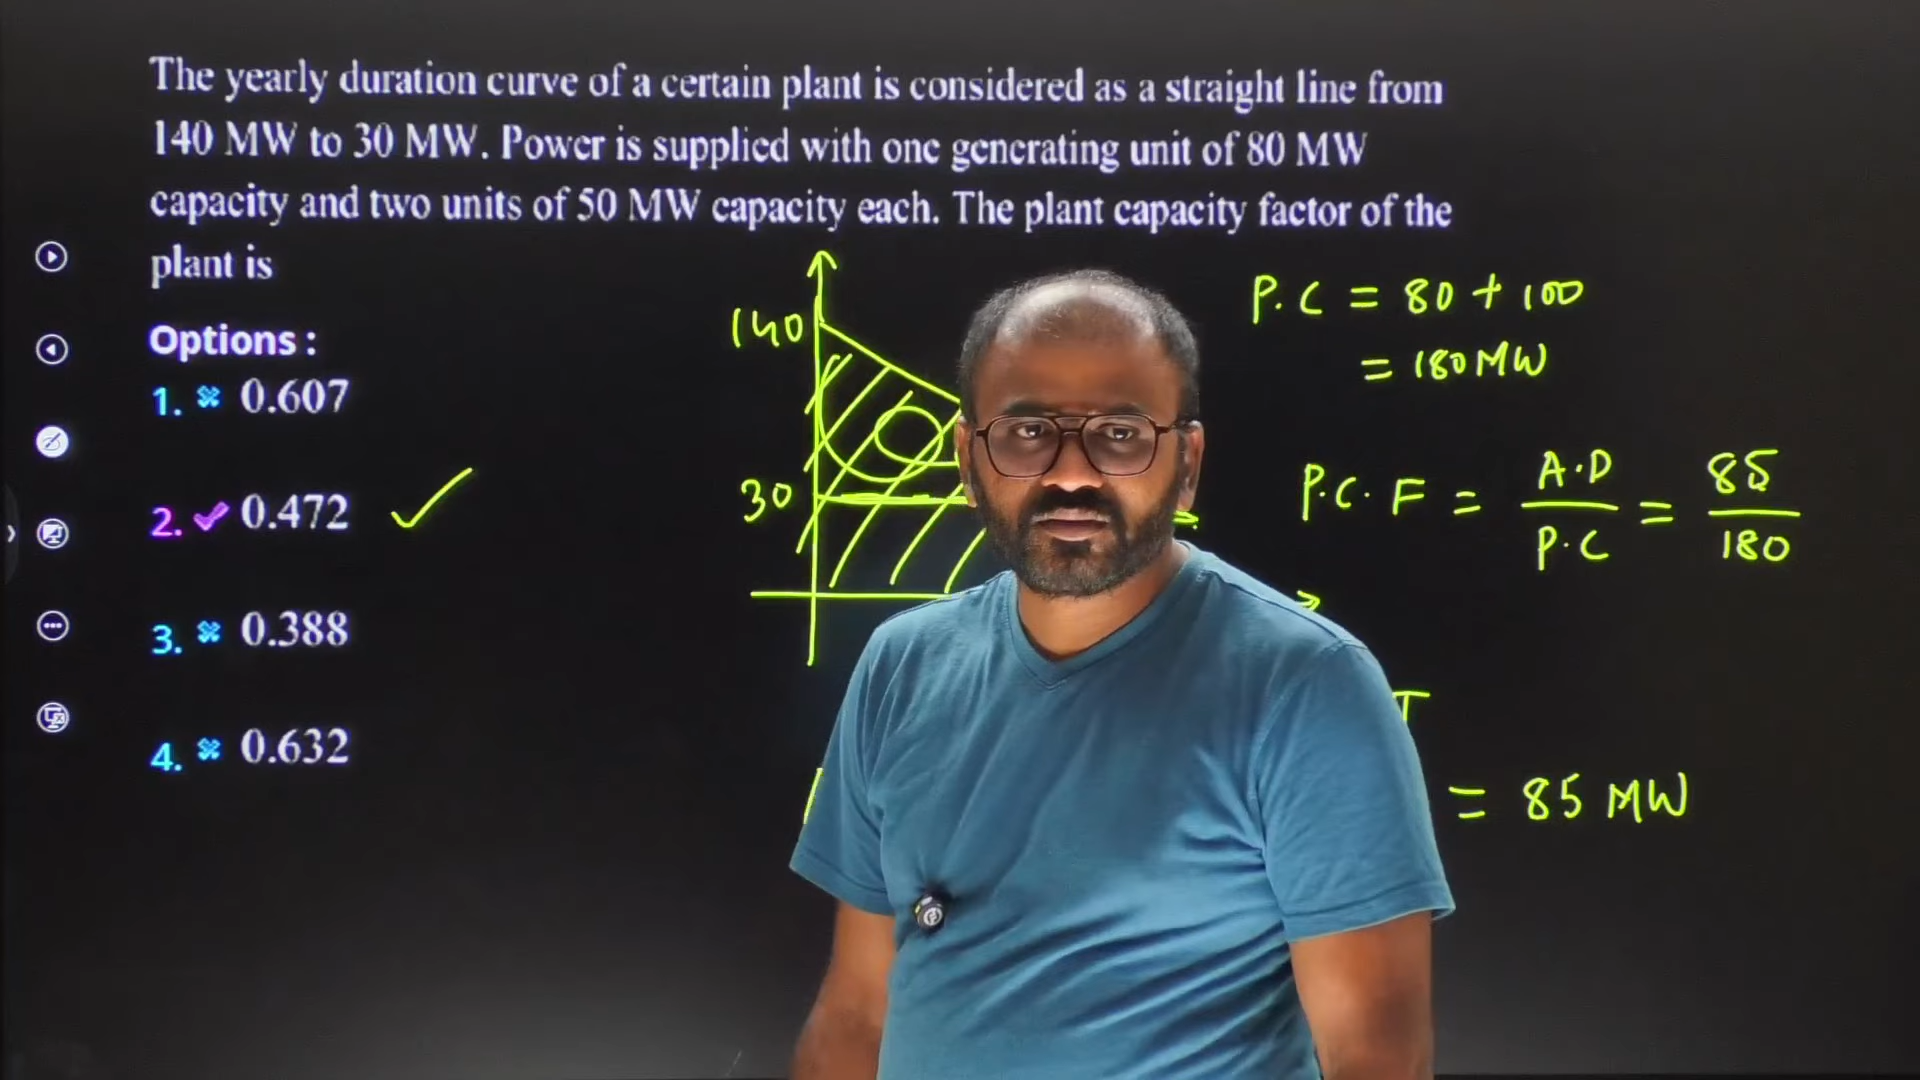 The yearly duration curve of a certain plant is considered as a straight line from
140 MW to 30 MW. Power is supplied with one generating unit of 80 MW
capacity and two units of 50 MW capacity each. The plant capacity factor of the
plant is
Options :
1. 0.607
2. 0.472
3. 0.388
4. 0.632
140
30
P.C = 80 + 100
= 180 MW
P.C.F = A.D / P.C = 85 / 180
T
= 85 MW